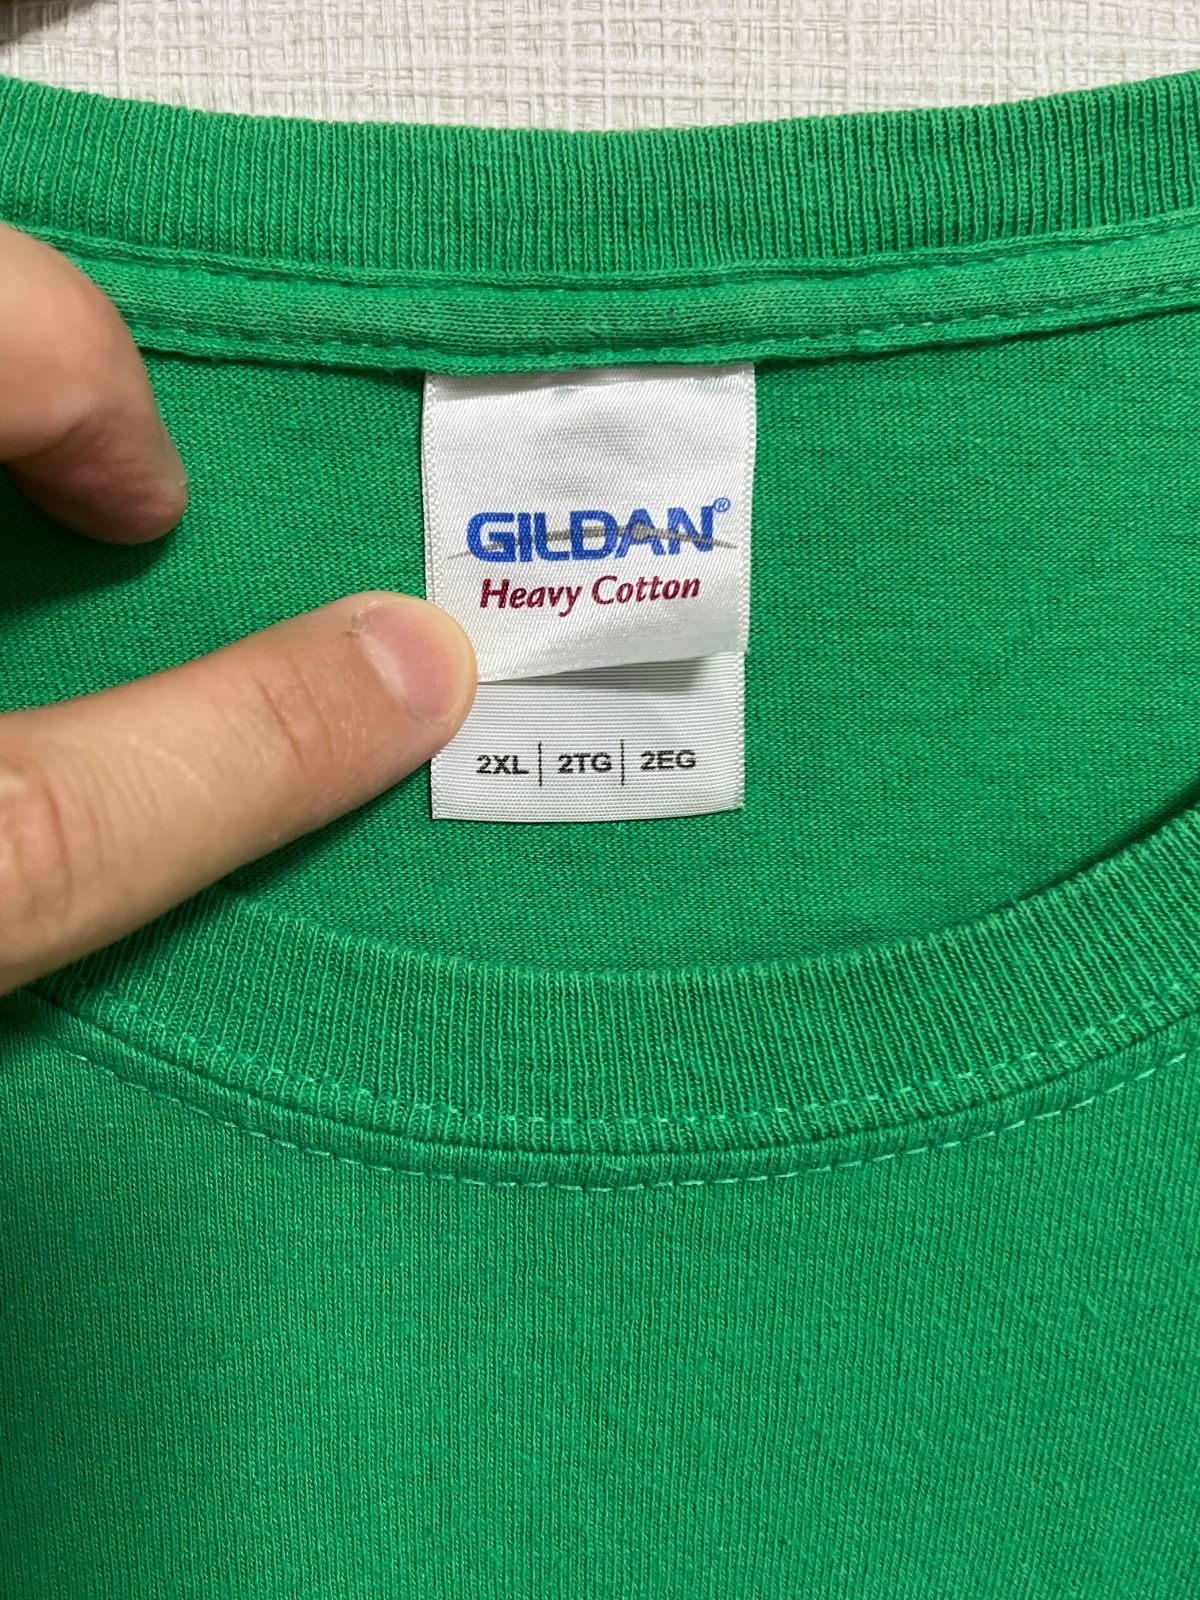 GILDAN®
Heavy Cotton
2XL | 2TG | 2EG